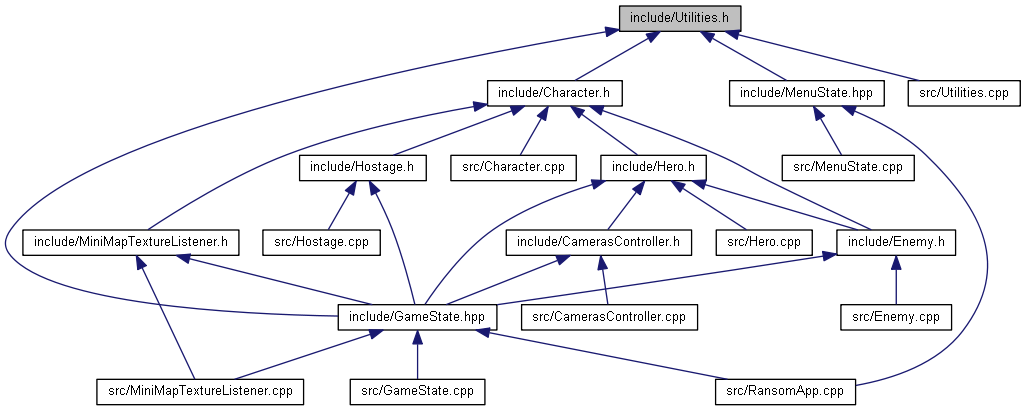 include/Utilities.h
include/Character.h
include/MenuState.hpp
src/Utilities.cpp
include/Hostage.h
src/Character.cpp
include/Hero.h
src/MenuState.cpp
include/MiniMapTextureListener.h
src/Hostage.cpp
include/CamerasController.h
src/Hero.cpp
include/Enemy.h
include/GameState.hpp
src/CamerasController.cpp
src/Enemy.cpp
src/MiniMapTextureListener.cpp
src/GameState.cpp
src/RansomApp.cpp